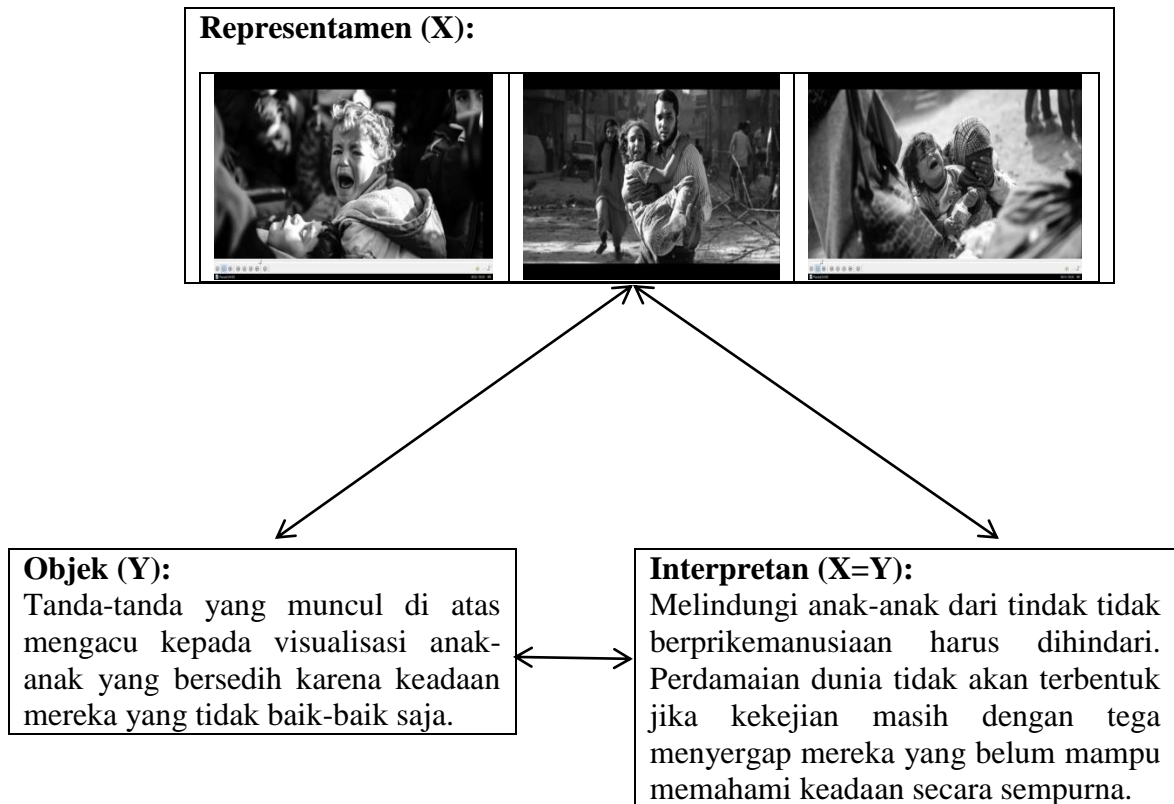 Representamen (X):
Objek (Y):
Tanda-tanda yang muncul di atas
mengacu kepada visualisasi anak-
anak yang bersedih karena keadaan
mereka yang tidak baik-baik saja.
Interpretan (X=Y):
Melindungi anak-anak dari tindak tidak
berprikemanusiaan harus dihindari.
Perdamaian dunia tidak akan terbentuk
jika kekejian masih dengan tega
menyergap mereka yang belum mampu
memahami keadaan secara sempurna.